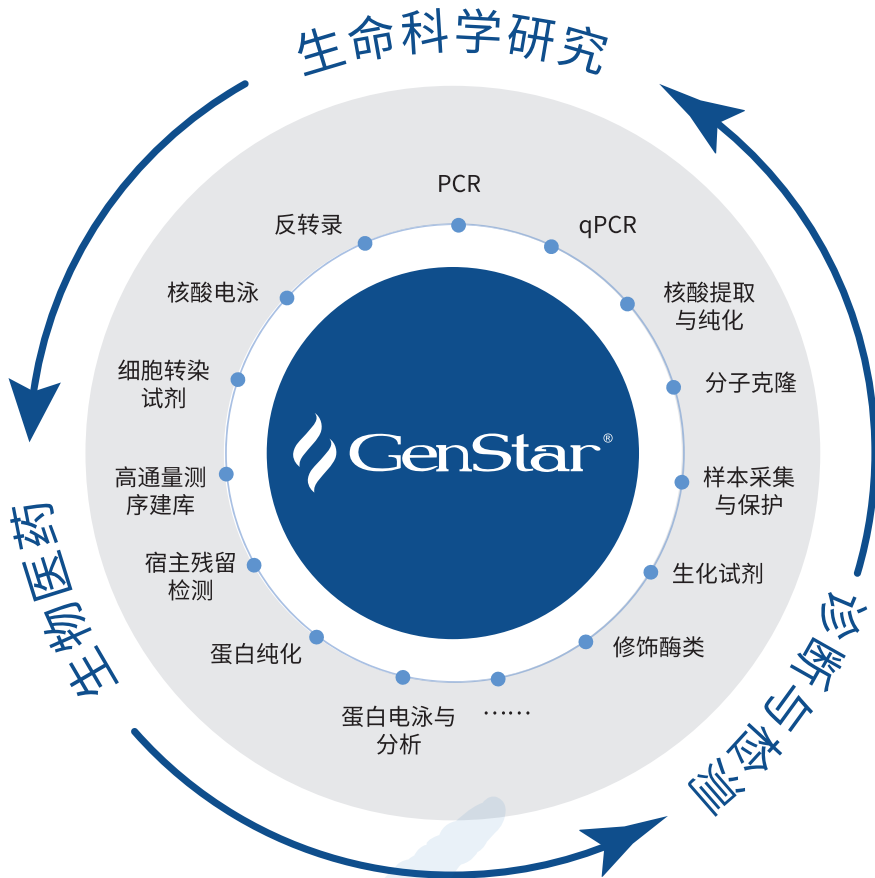 生命科学研究
PCR
qPCR
核酸提取
与纯化
分子克隆
样本采集
与保护
生化试剂
修饰酶类
……
蛋白电泳与
分析
蛋白纯化
宿主残留
检测
高通量测
序建库
细胞转染
试剂
核酸电泳
反转录
GenStar®
生物医药
诊断与检测